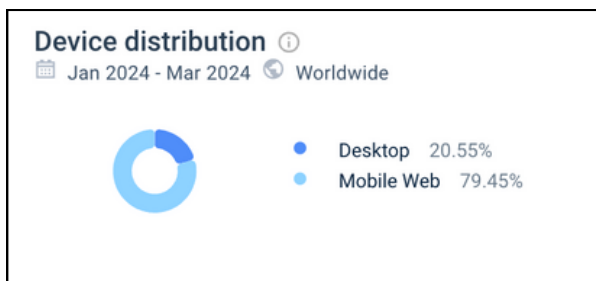 Device distribution
Jan 2024 - Mar 2024 Worldwide
Desktop 20.55%
Mobile Web 79.45%